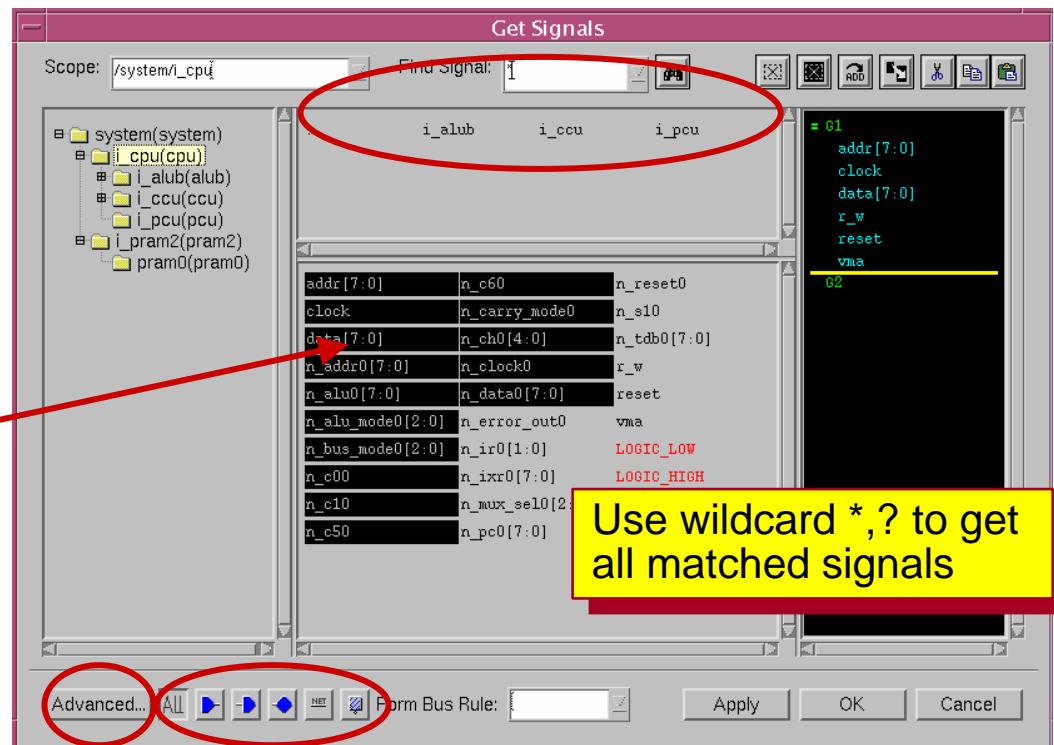 Get Signals
Scope: /system/i_cpu Find Signal: *
ADD
.. i_alub i_ccu i_pcu
system(system)
i_cpu(cpu)
i_alub(alub)
i_ccu(ccu)
i_pcu(pcu)
i_pram2(pram2)
pram0(pram0)
addr[7:0] n_c60 n_reset0
clock n_carry_mode0 n_s10
data[7:0] n_ch0[4:0] n_tdb0[7:0]
n_addr0[7:0] n_clock0 r_w
n_alu0[7:0] n_data0[7:0] reset
n_alu_mode0[2:0] n_error_out0 vma
n_bus_mode0[2:0] n_ir0[1:0] LOGIC_LOW
n_c00 n_ixr0[7:0] LOGIC_HIGH
n_c10 n_mux_sel0[2:
n_c50 n_pc0[7:0]
= G1
addr[7:0]
clock
data[7:0]
r_w
reset
vma
G2
Use wildcard *,? to get
all matched signals
Advanced... ALL NET Form Bus Rule: Apply OK Cancel